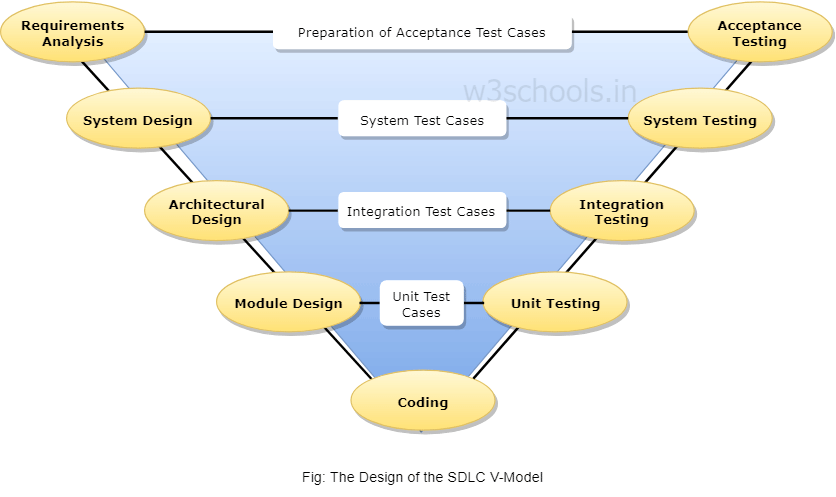 Requirements
Analysis
Preparation of Acceptance Test Cases
Acceptance
Testing
w3schools.in
System Design
System Test Cases
System Testing
Architectural
Design
Integration Test Cases
Integration
Testing
Module Design
Unit Test
Cases
Unit Testing
Coding
Fig: The Design of the SDLC V-Model